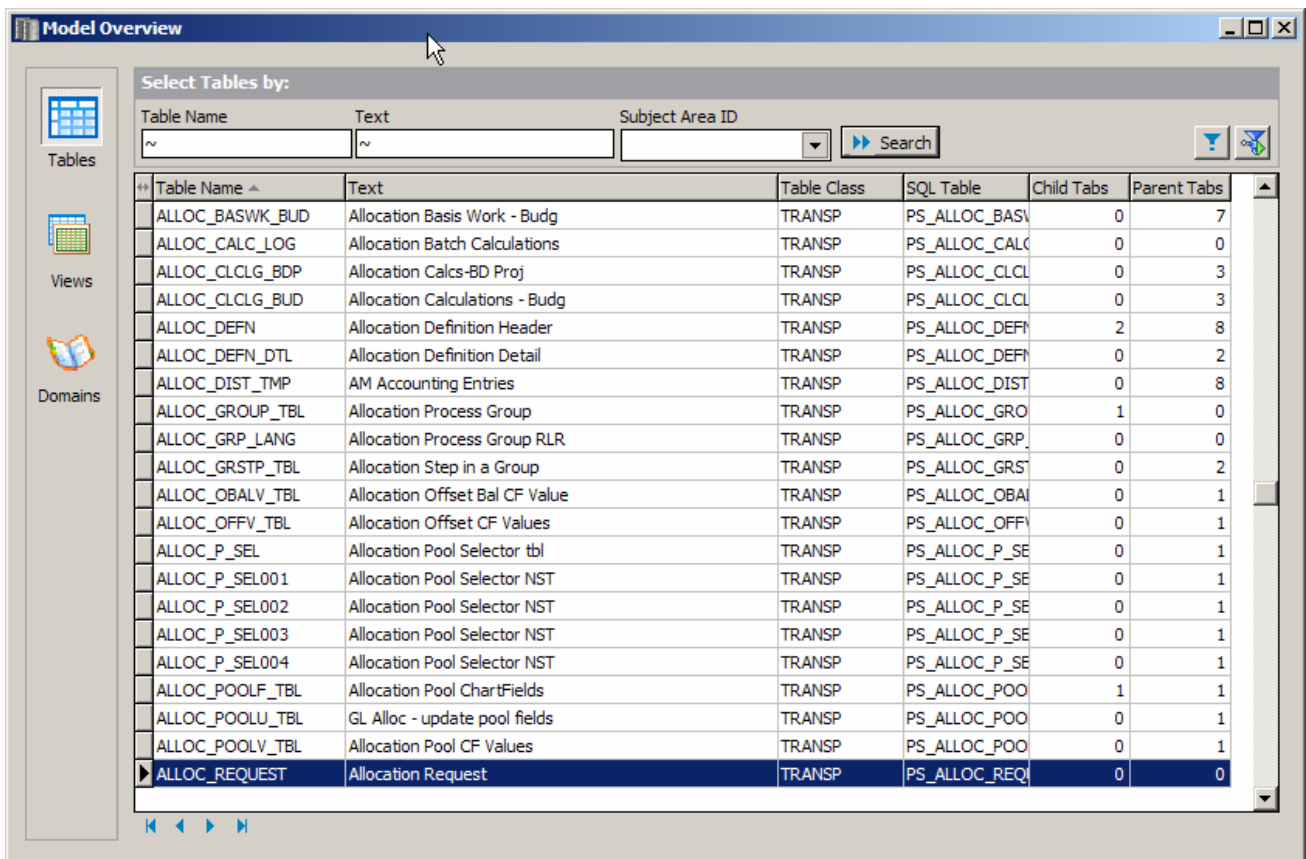 Model Overview
Select Tables by:
Table Name Text Subject Area ID
~ ~ Search
Tables
Views
Domains
Table Name Text Table Class SQL Table Child Tabs Parent Tabs
ALLOC_BASWK_BUD Allocation Basis Work - Budg TRANSP PS_ALLOC_BASW 0 7
ALLOC_CALC_LOG Allocation Batch Calculations TRANSP PS_ALLOC_CALC 0 0
ALLOC_CLCLG_BDP Allocation Calcs-BD Proj TRANSP PS_ALLOC_CLCL 0 3
ALLOC_CLCLG_BUD Allocation Calculations - Budg TRANSP PS_ALLOC_CLCL 0 3
ALLOC_DEFN Allocation Definition Header TRANSP PS_ALLOC_DEFN 2 8
ALLOC_DEFN_DTL Allocation Definition Detail TRANSP PS_ALLOC_DEFN 0 2
ALLOC_DIST_TMP AM Accounting Entries TRANSP PS_ALLOC_DIST 0 8
ALLOC_GROUP_TBL Allocation Process Group TRANSP PS_ALLOC_GRO 1 0
ALLOC_GRP_LANG Allocation Process Group RLR TRANSP PS_ALLOC_GRP_ 0 0
ALLOC_GRSTP_TBL Allocation Step in a Group TRANSP PS_ALLOC_GRST 0 2
ALLOC_OBALV_TBL Allocation Offset Bal CF Value TRANSP PS_ALLOC_OBAL 0 1
ALLOC_OFFV_TBL Allocation Offset CF Values TRANSP PS_ALLOC_OFFV 0 1
ALLOC_P_SEL Allocation Pool Selector tbl TRANSP PS_ALLOC_P_SE 0 1
ALLOC_P_SEL001 Allocation Pool Selector NST TRANSP PS_ALLOC_P_SE 0 1
ALLOC_P_SEL002 Allocation Pool Selector NST TRANSP PS_ALLOC_P_SE 0 1
ALLOC_P_SEL003 Allocation Pool Selector NST TRANSP PS_ALLOC_P_SE 0 1
ALLOC_P_SEL004 Allocation Pool Selector NST TRANSP PS_ALLOC_P_SE 0 1
ALLOC_POOLF_TBL Allocation Pool ChartFields TRANSP PS_ALLOC_POO 1 1
ALLOC_POOLU_TBL GL Alloc - update pool fields TRANSP PS_ALLOC_POO 0 1
ALLOC_POOLV_TBL Allocation Pool CF Values TRANSP PS_ALLOC_POO 0 1
ALLOC_REQUEST Allocation Request TRANSP PS_ALLOC_REQU 0 0